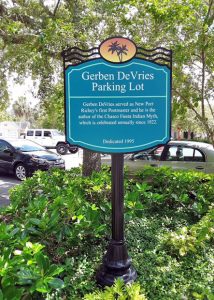 Gerben DeVries
Parking Lot
Gerben DeVries served as New Port
Richey's first Postmaster and he is the
author of the Chasco Fiesta Indian Myth,
which is celebrated annually since 1922.
Dedicated 1995